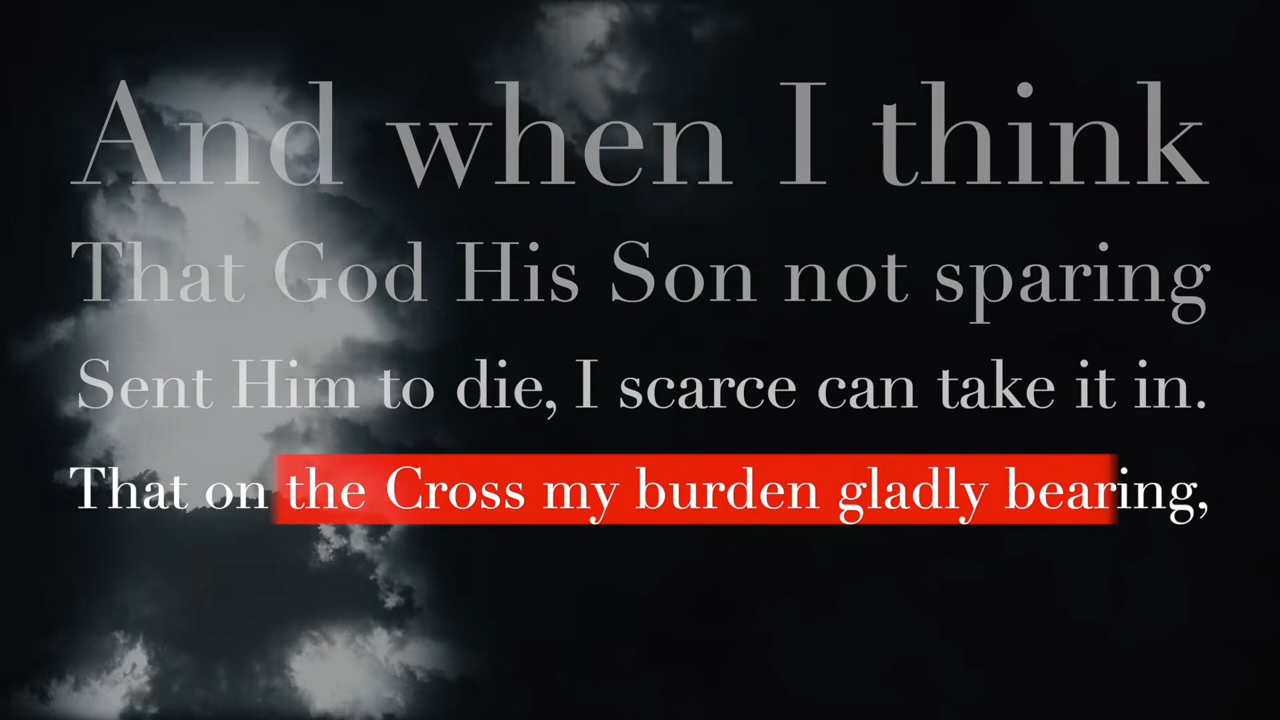 And when I think
That God His Son not sparing
Sent Him to die, I scarce can take it in.
That on the Cross my burden gladly bearing,